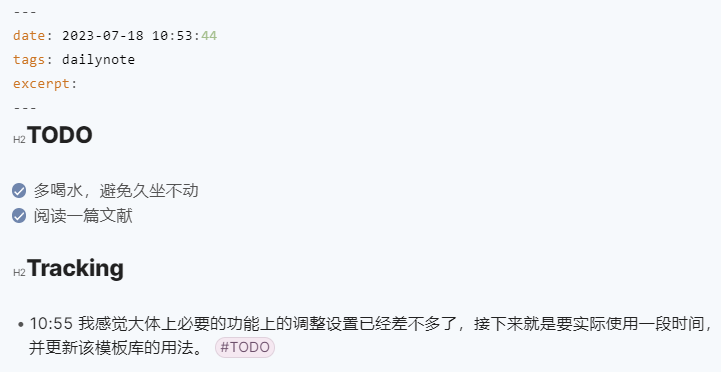 ---
date: 2023-07-18 10:53:44
tags: dailynote
excerpt:
---
H2 TODO
多喝水，避免久坐不动
阅读一篇文献
H2 Tracking
• 10:55 我感觉大体上必要的功能上的调整设置已经差不多了，接下来就是要实际使用一段时间，
并更新该模板库的用法。 #TODO